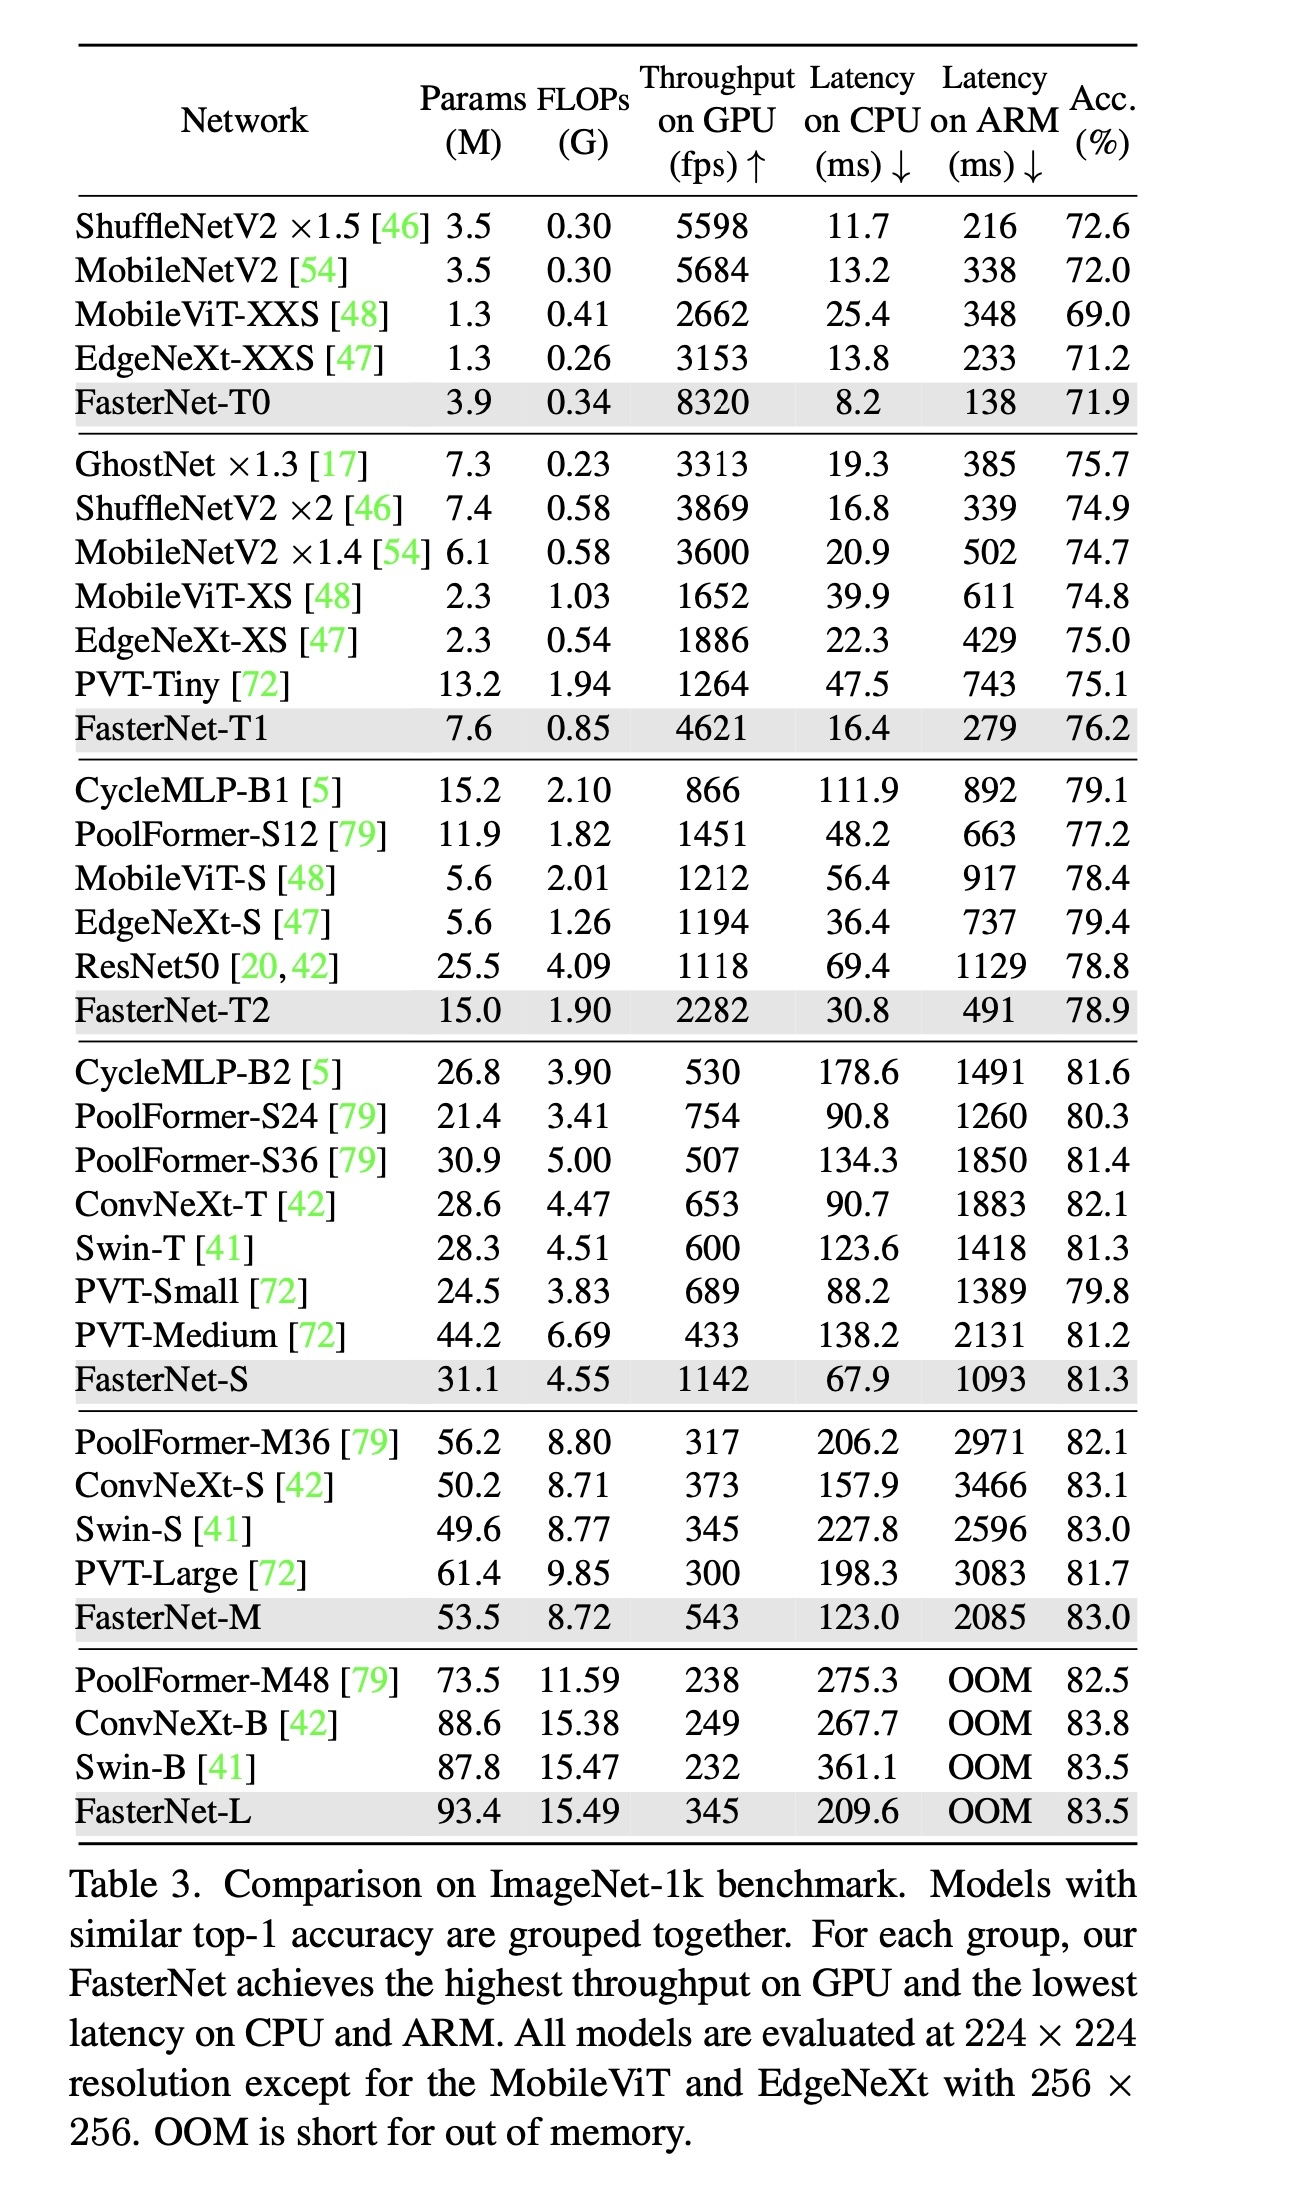 Network Params (M) FLOPs (G) Throughput on GPU (fps) ↑ Latency on CPU (ms) ↓ Latency on ARM (ms) ↓ Acc. (%)
ShuffleNetV2 ×1.5 [46] 3.5 0.30 5598 11.7 216 72.6
MobileNetV2 [54] 3.5 0.30 5684 13.2 338 72.0
MobileViT-XXS [48] 1.3 0.41 2662 25.4 348 69.0
EdgeNeXt-XXS [47] 1.3 0.26 3153 13.8 233 71.2
FasterNet-T0 3.9 0.34 8320 8.2 138 71.9
GhostNet ×1.3 [17] 7.3 0.23 3313 19.3 385 75.7
ShuffleNetV2 ×2 [46] 7.4 0.58 3869 16.8 339 74.9
MobileNetV2 ×1.4 [54] 6.1 0.58 3600 20.9 502 74.7
MobileViT-XS [48] 2.3 1.03 1652 39.9 611 74.8
EdgeNeXt-XS [47] 2.3 0.54 1886 22.3 429 75.0
PVT-Tiny [72] 13.2 1.94 1264 47.5 743 75.1
FasterNet-T1 7.6 0.85 4621 16.4 279 76.2
CycleMLP-B1 [5] 15.2 2.10 866 111.9 892 79.1
PoolFormer-S12 [79] 11.9 1.82 1451 48.2 663 77.2
MobileViT-S [48] 5.6 2.01 1212 56.4 917 78.4
EdgeNeXt-S [47] 5.6 1.26 1194 36.4 737 79.4
ResNet50 [20, 42] 25.5 4.09 1118 69.4 1129 78.8
FasterNet-T2 15.0 1.90 2282 30.8 491 78.9
CycleMLP-B2 [5] 26.8 3.90 530 178.6 1491 81.6
PoolFormer-S24 [79] 21.4 3.41 754 90.8 1260 80.3
PoolFormer-S36 [79] 30.9 5.00 507 134.3 1850 81.4
ConvNeXt-T [42] 28.6 4.47 653 90.7 1883 82.1
Swin-T [41] 28.3 4.51 600 123.6 1418 81.3
PVT-Small [72] 24.5 3.83 689 88.2 1389 79.8
PVT-Medium [72] 44.2 6.69 433 138.2 2131 81.2
FasterNet-S 31.1 4.55 1142 67.9 1093 81.3
PoolFormer-M36 [79] 56.2 8.80 317 206.2 2971 82.1
ConvNeXt-S [42] 50.2 8.71 373 157.9 3466 83.1
Swin-S [41] 49.6 8.77 345 227.8 2596 83.0
PVT-Large [72] 61.4 9.85 300 198.3 3083 81.7
FasterNet-M 53.5 8.72 543 123.0 2085 83.0
PoolFormer-M48 [79] 73.5 11.59 238 275.3 OOM 82.5
ConvNeXt-B [42] 88.6 15.38 249 267.7 OOM 83.8
Swin-B [41] 87.8 15.47 232 361.1 OOM 83.5
FasterNet-L 93.4 15.49 345 209.6 OOM 83.5
Table 3. Comparison on ImageNet-1k benchmark. Models with
similar top-1 accuracy are grouped together. For each group, our
FasterNet achieves the highest throughput on GPU and the lowest
latency on CPU and ARM. All models are evaluated at 224 × 224
resolution except for the MobileViT and EdgeNeXt with 256 ×
256. OOM is short for out of memory.